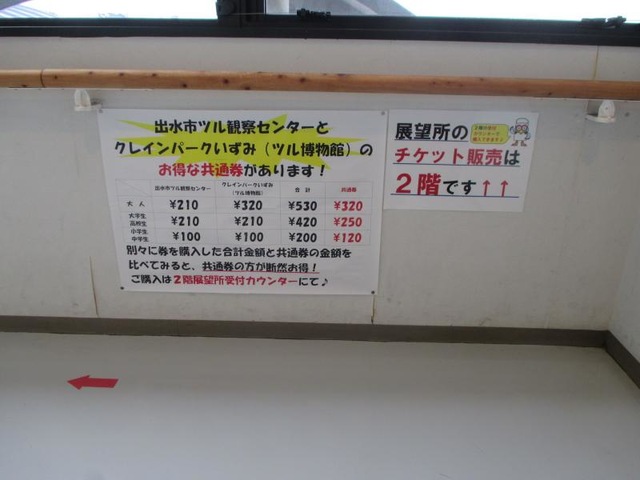 出水市ツル観察センターと
クレインパークいずみ（ツル博物館）の
お得な共通券があります！
出水市ツル観察センター クレインパークいずみ（ツル博物館） 合計 共通券
大人 ¥210 ¥320 ¥530 ¥320
大学生 高校生 ¥210 ¥210 ¥420 ¥250
小学生 中学生 ¥100 ¥100 ¥200 ¥120
別々に券を購入した合計金額と共通券の金額を
比べてみると、共通券の方が断然お得！
ご購入は２階展望所受付カウンターにて♪
展望所の
チケット販売は
２階です↑↑